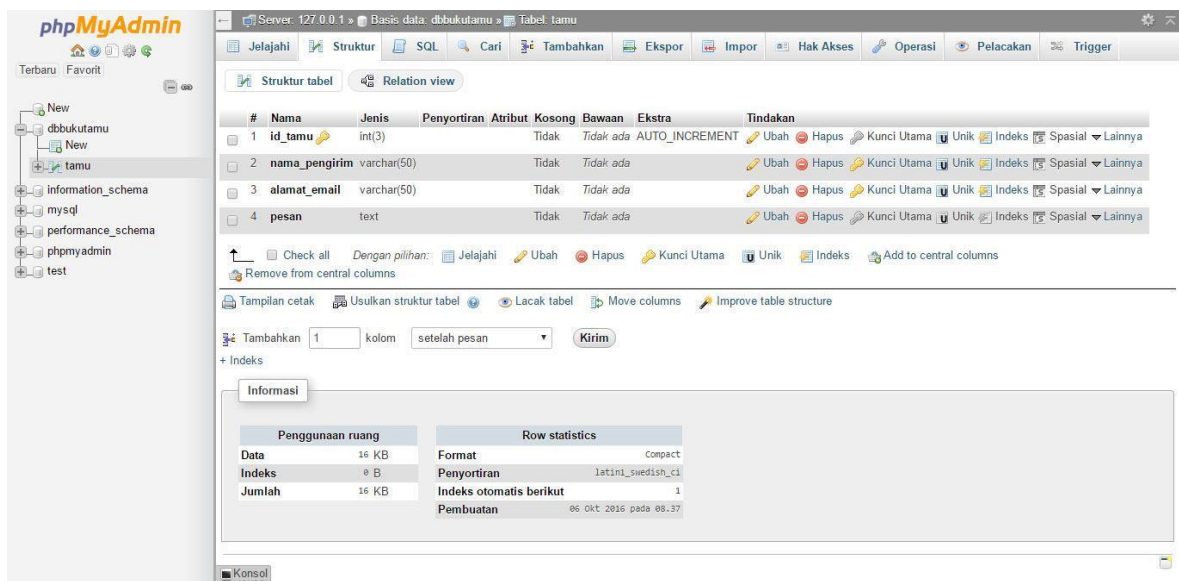 phpMyAdmin
Terbaru Favorit
New
dbbukutamu
New
tamu
information_schema
mysql
performance_schema
phpmyadmin
test
Server: 127.0.0.1 » Basis data: dbbukutamu » Tabel: tamu
Jelajahi Struktur SQL Cari Tambahkan Ekspor Impor Hak Akses Operasi Pelacakan Trigger
Struktur tabel Relation view
# Nama Jenis Penyortiran Atribut Kosong Bawaan Ekstra Tindakan
1 id_tamu int(3) Tidak Tidak ada AUTO_INCREMENT Ubah Hapus Kunci Utama Unik Indeks Spasial Lainnya
2 nama_pengirim varchar(50) Tidak Tidak ada Ubah Hapus Kunci Utama Unik Indeks Spasial Lainnya
3 alamat_email varchar(50) Tidak Tidak ada Ubah Hapus Kunci Utama Unik Indeks Spasial Lainnya
4 pesan text Tidak Tidak ada Ubah Hapus Kunci Utama Unik Indeks Spasial Lainnya
Check all Dengan pilihan: Jelajahi Ubah Hapus Kunci Utama Unik Indeks Add to central columns
Remove from central columns
Tampilan cetak Usulkan struktur tabel Lacak tabel Move columns Improve table structure
Tambahkan 1 kolom setelah pesan Kirim
+ Indeks
Informasi
Penggunaan ruang
Data 16 KB
Indeks 0 B
Jumlah 16 KB
Row statistics
Format Compact
Penyortiran latin1_swedish_ci
Indeks otomatis berikut 1
Pembuatan 06 Okt 2016 pada 08.37
Konsol